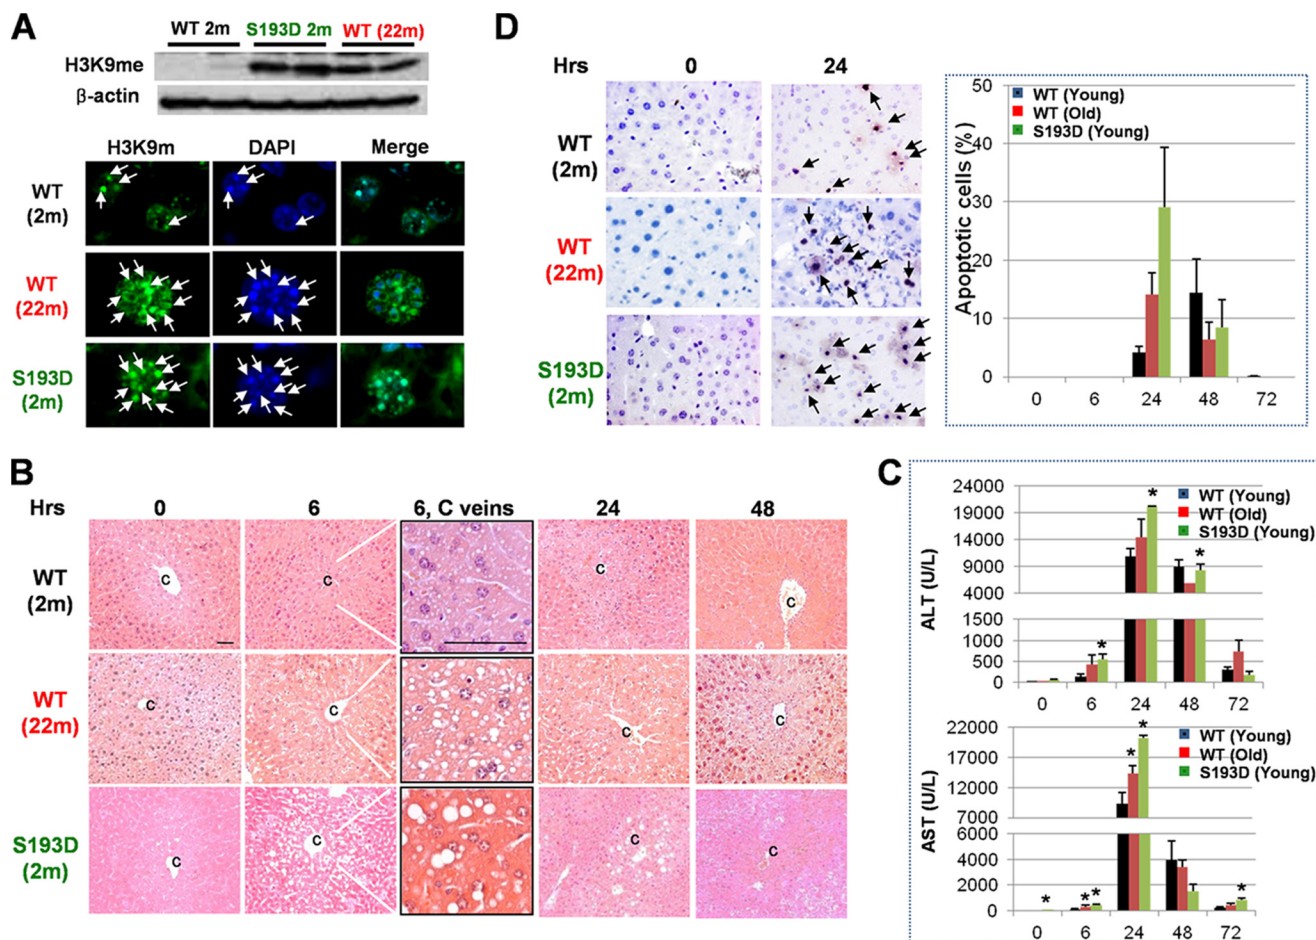 A
WT 2m S193D 2m WT (22m)
H3K9me
β-actin
H3K9m DAPI Merge
WT
(2m)
WT
(22m)
S193D
(2m)
D
Hrs 0 24
WT
(2m)
WT
(22m)
S193D
(2m)
Apoptotic cells (%)
50
40
30
20
10
0
WT (Young)
WT (Old)
S193D (Young)
0 6 24 48 72
B
Hrs 0 6 6, C veins 24 48
WT
(2m)
C C C C
WT
(22m)
C C C C
S193D
(2m)
C C C C
C
ALT (U/L)
24000
19000
14000
9000
4000
1500
1000
500
0
WT (Young)
WT (Old)
S193D (Young)
* * *
0 6 24 48 72
AST (U/L)
22000
17000
12000
7000
6000
4000
2000
0
WT (Young)
WT (Old)
S193D (Young)
* * * * * *
0 6 24 48 72